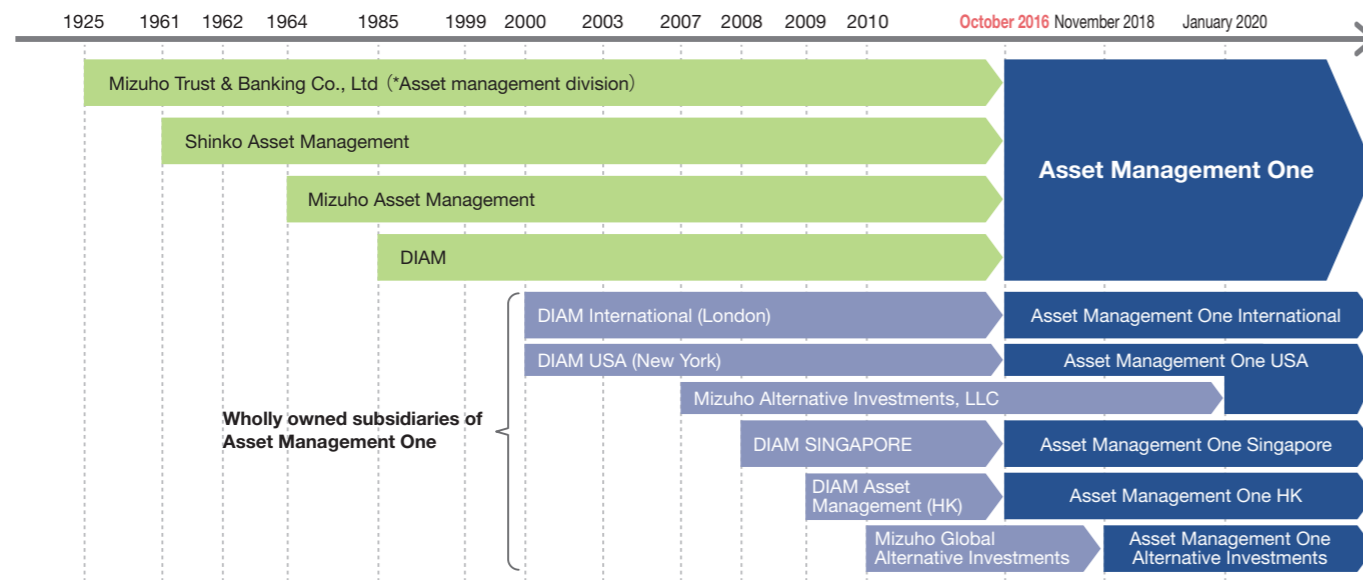 1925 1961 1962 1964 1985 1999 2000 2003 2007 2008 2009 2010 October 2016 November 2018 January 2020
Mizuho Trust & Banking Co., Ltd (*Asset management division)
Shinko Asset Management
Asset Management One
Mizuho Asset Management
DIAM
DIAM International (London)
Asset Management One International
DIAM USA (New York)
Asset Management One USA
Mizuho Alternative Investments, LLC
Wholly owned subsidiaries of
Asset Management One
DIAM SINGAPORE
Asset Management One Singapore
DIAM Asset
Management (HK)
Asset Management One HK
Mizuho Global
Alternative Investments
Asset Management One
Alternative Investments